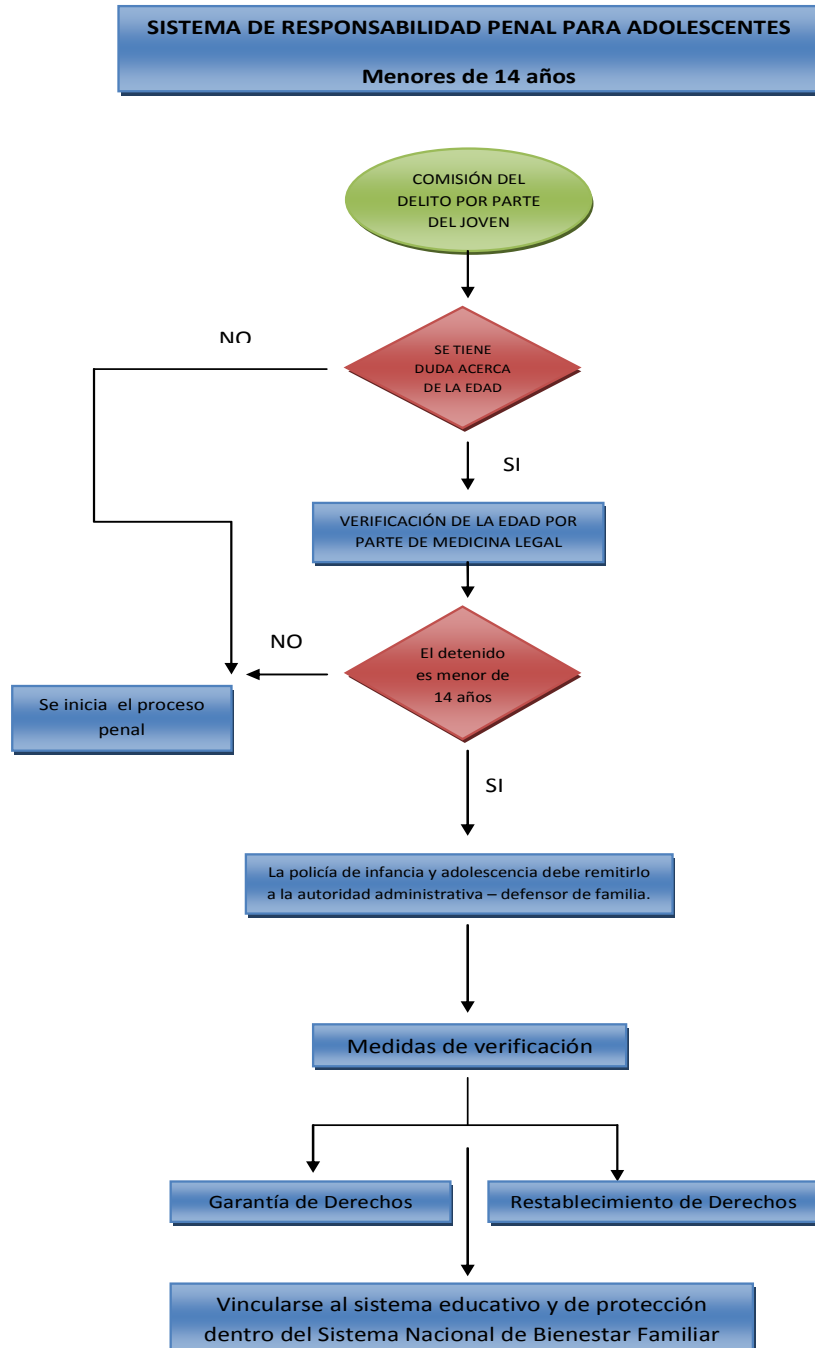 SISTEMA DE RESPONSABILIDAD PENAL PARA ADOLESCENTES
Menores de 14 años
COMISIÓN DEL
DELITO POR PARTE
DEL JOVEN
NO
SE TIENE
DUDA ACERCA
DE LA EDAD
SI
VERIFICACIÓN DE LA EDAD POR
PARTE DE MEDICINA LEGAL
NO
El detenido
es menor de
14 años
Se inicia el proceso
penal
SI
La policía de infancia y adolescencia debe remitirlo
a la autoridad administrativa – defensor de familia.
Medidas de verificación
Garantía de Derechos
Restablecimiento de Derechos
Vincularse al sistema educativo y de protección
dentro del Sistema Nacional de Bienestar Familiar